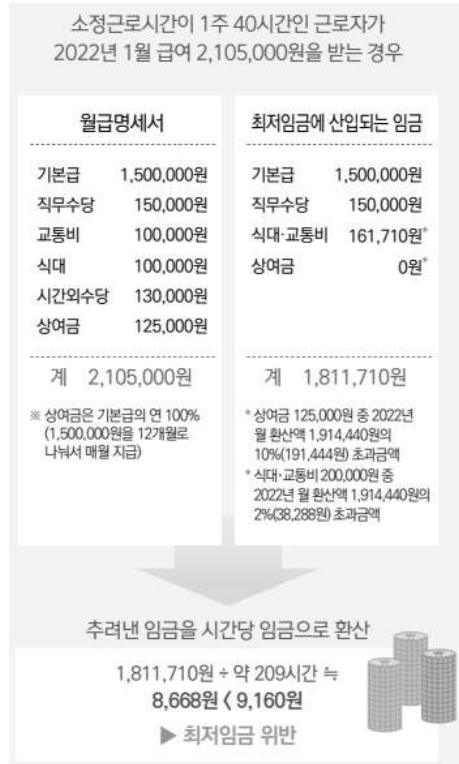 소정근로시간이 1주 40시간인 근로자가
2022년 1월 급여 2,105,000원을 받는 경우
월급명세서
기본급 1,500,000원
직무수당 150,000원
교통비 100,000원
식대 100,000원
시간외수당 130,000원
상여금 125,000원
계 2,105,000원
※ 상여금은 기본급의 연 100%
(1,500,000원을 12개월로
나눠서 매월 지급)
최저임금에 산입되는 임금
기본급 1,500,000원
직무수당 150,000원
식대·교통비 161,710원*
상여금 0원*
계 1,811,710원
* 상여금 125,000원 중 2022년
월 환산액 1,914,440원의
10%(191,444원) 초과금액
* 식대·교통비 200,000원 중
2022년 월 환산액 1,914,440원의
2%(38,288원) 초과금액
추려낸 임금을 시간당 임금으로 환산
1,811,710원 ÷ 약 209시간 ≒
8,668원 < 9,160원
▶ 최저임금 위반